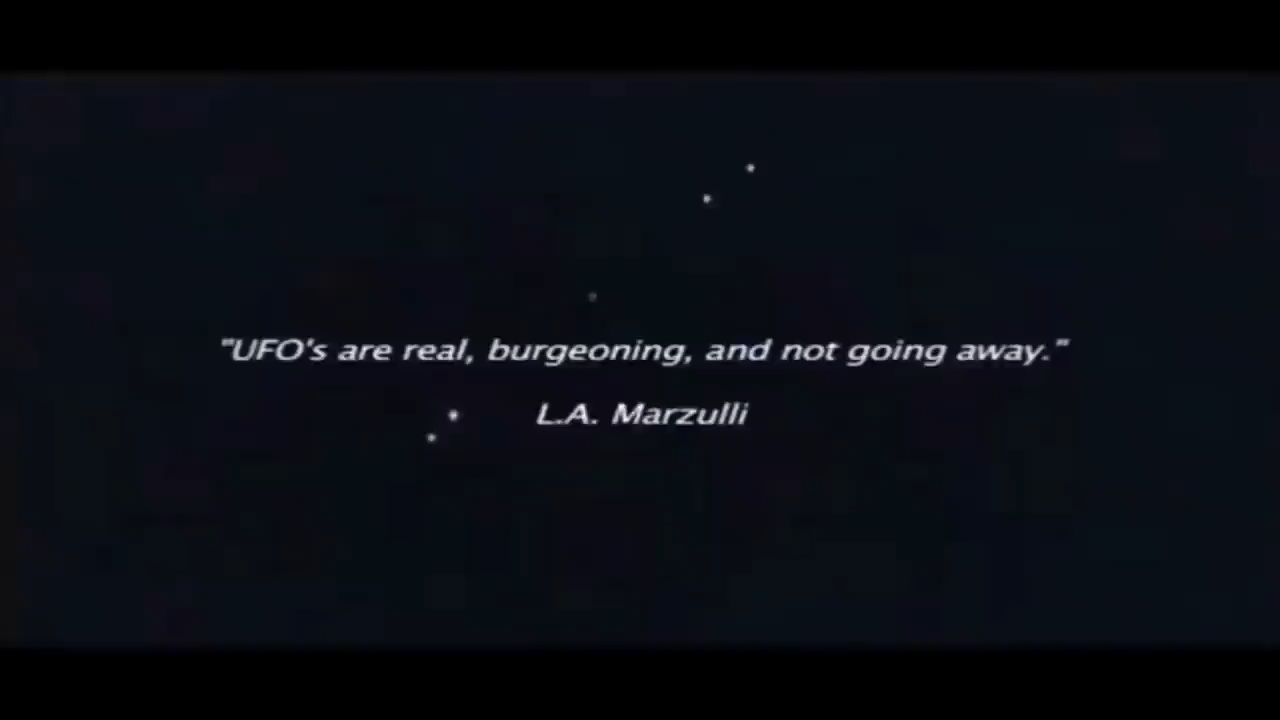 "UFO's are real, burgeoning, and not going away."
L.A. Marzulli